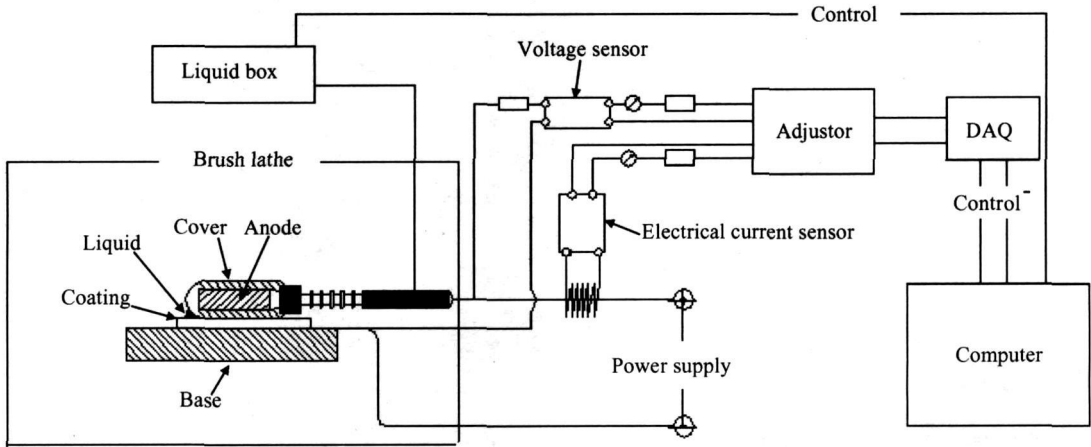 Control
Liquid box
Voltage sensor
Adjustor
DAQ
Brush lathe
Control
Cover
Anode
Liquid
Electrical current sensor
Coating
Power supply
Computer
Base